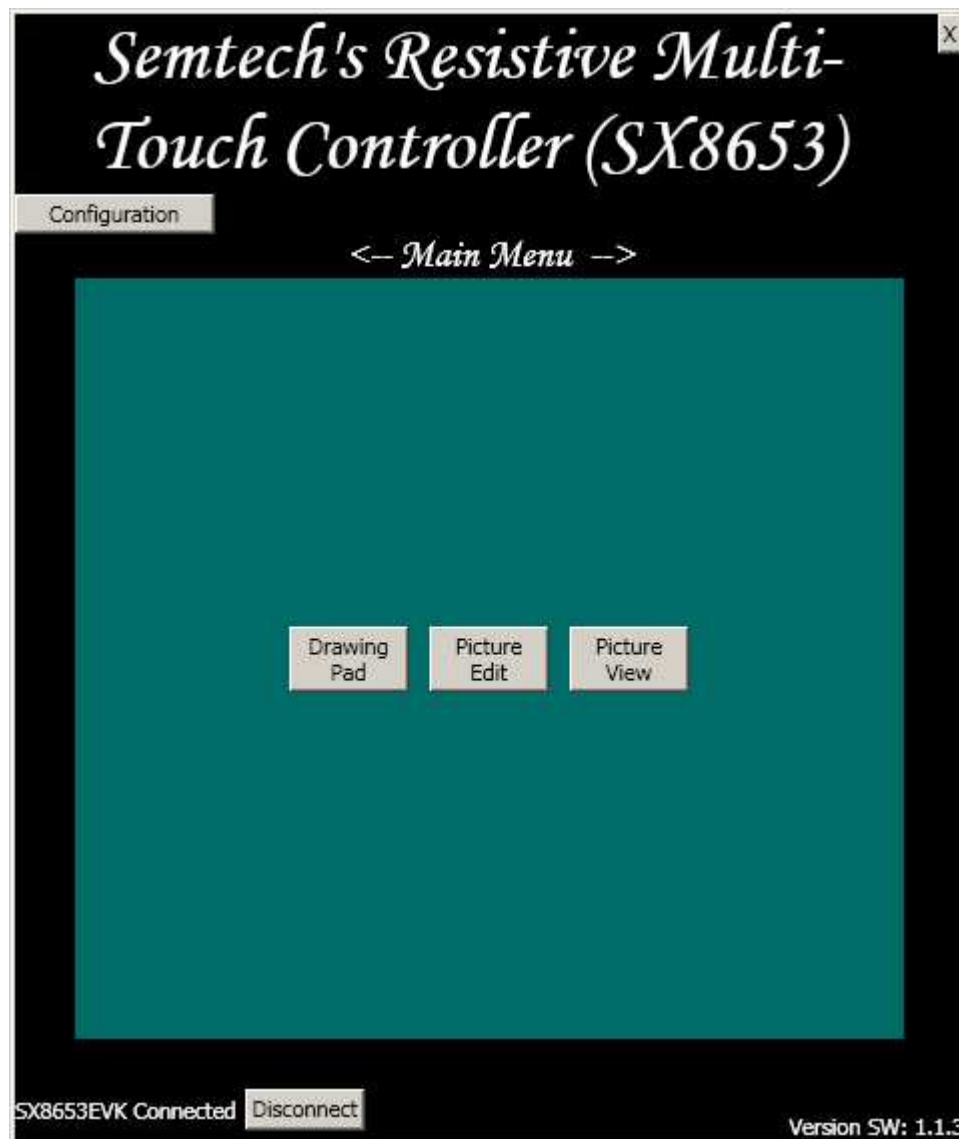 Semtech's Resistive Multi-
Touch Controller (SX8653)
X
Configuration
<-- Main Menu -->
Drawing
Pad
Picture
Edit
Picture
View
SX8653EVK Connected
Disconnect
Version SW: 1.1.3